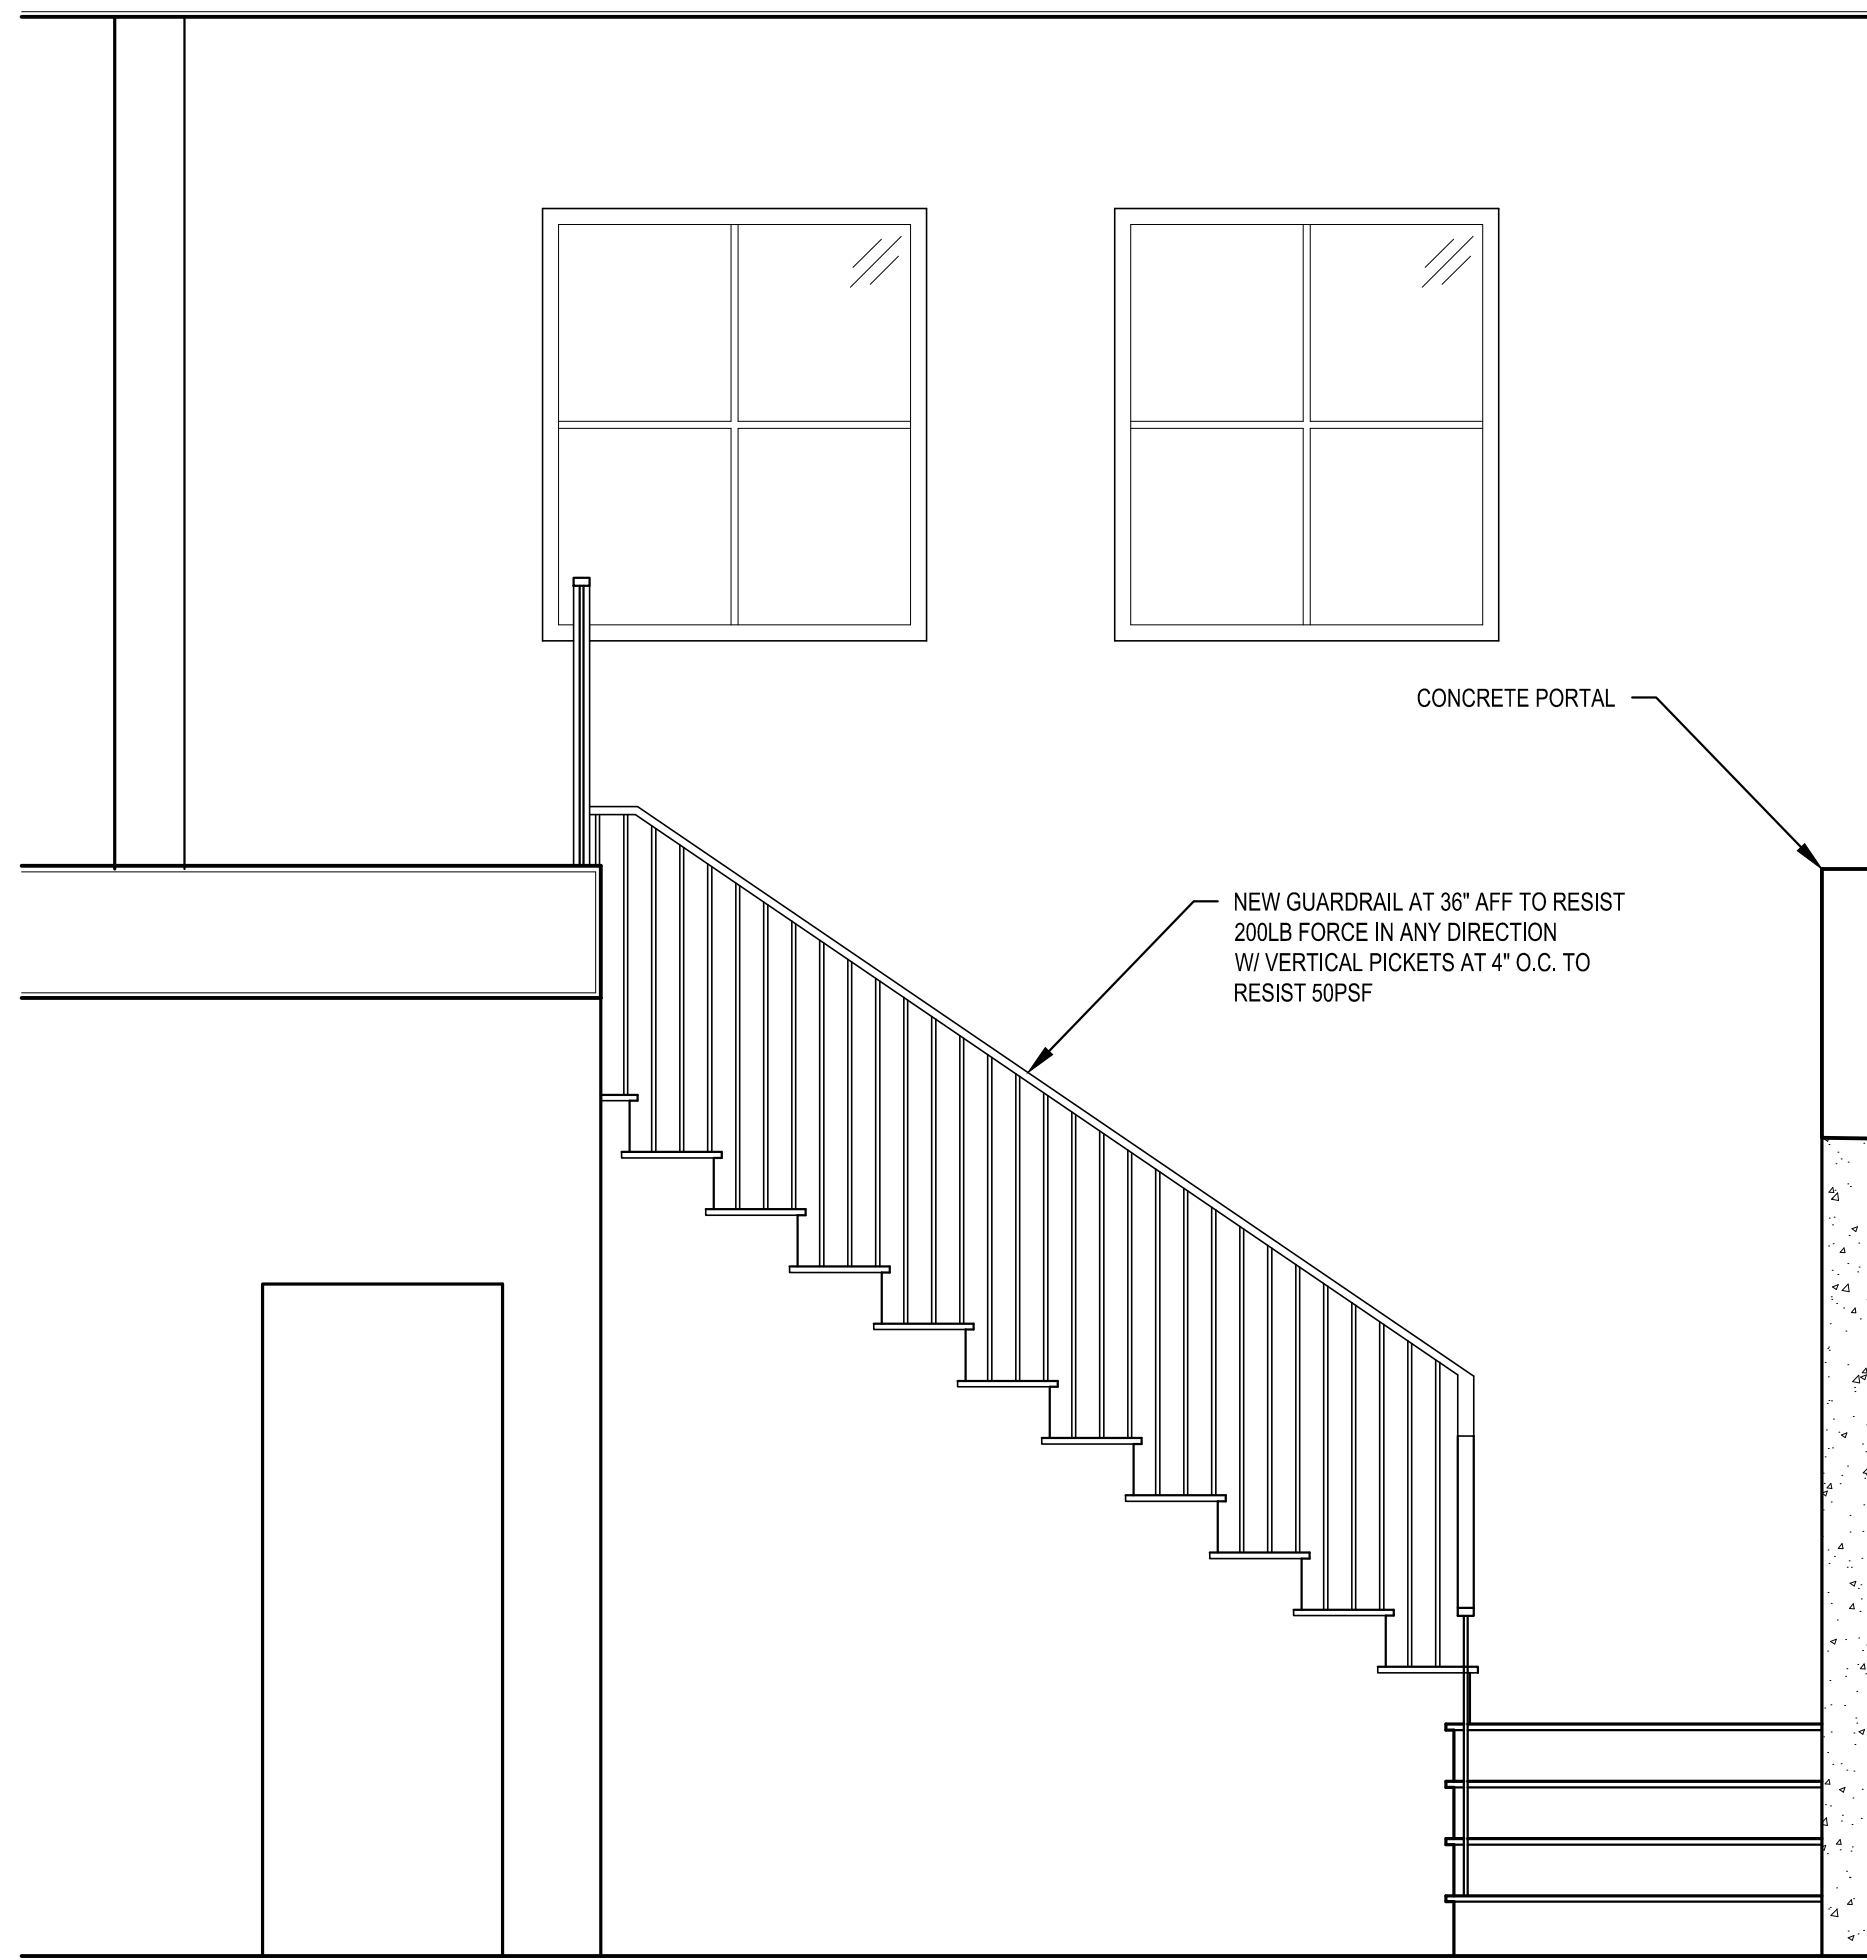 CONCRETE PORTAL
NEW GUARDRAIL AT 36" AFF TO RESIST
200LB FORCE IN ANY DIRECTION
W/ VERTICAL PICKETS AT 4" O.C. TO
RESIST 50PSF